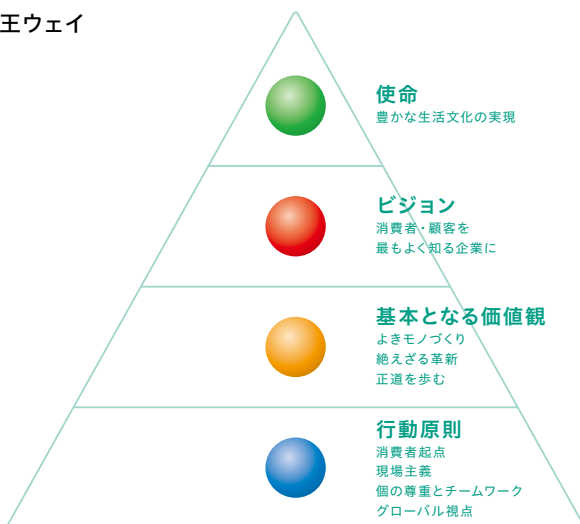 王ウェイ
使命
豊かな生活文化の実現
ビジョン
消費者・顧客を
最もよく知る企業に
基本となる価値観
よきモノづくり
絶えざる革新
正道を歩む
行動原則
消費者起点
現場主義
個の尊重とチームワーク
グローバル視点